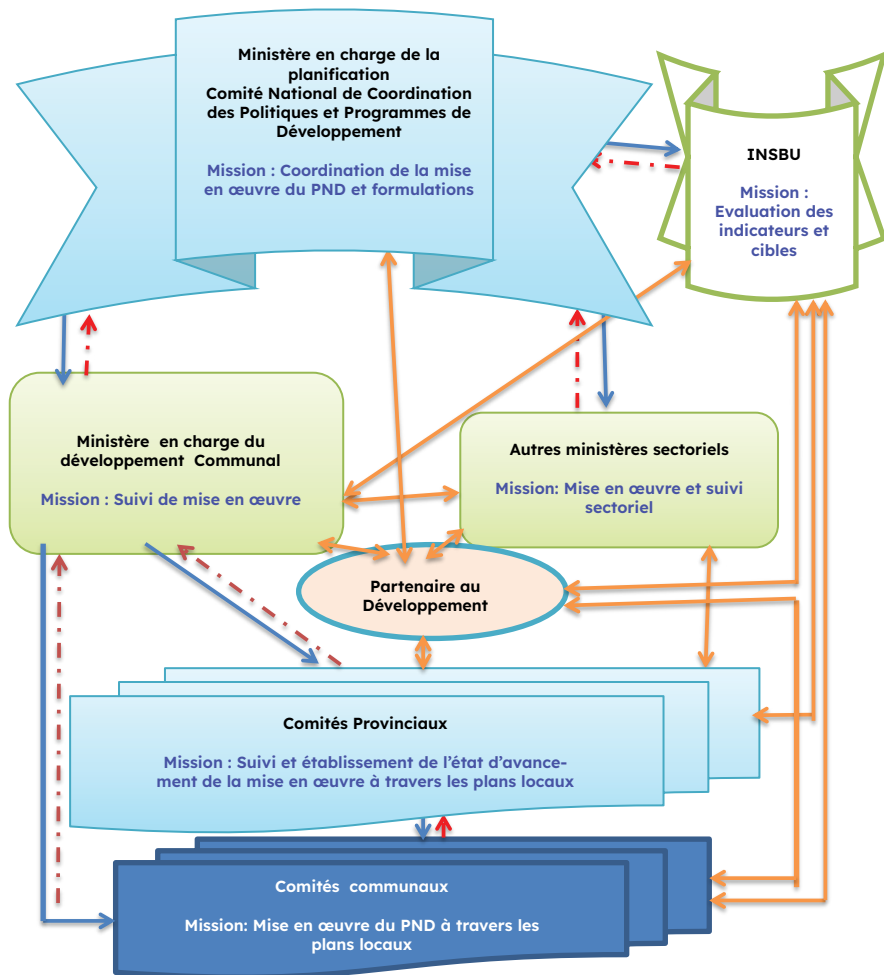 Ministère en charge de la
planification
Comité National de Coordination
des Politiques et Programmes de
Développement
Mission : Coordination de la mise
en œuvre du PND et formulations
INSBU
Mission :
Evaluation des
indicateurs et
cibles
Ministère en charge du
développement Communal
Mission : Suivi de mise en œuvre
Autres ministères sectoriels
Mission: Mise en œuvre et suivi
sectoriel
Partenaire au
Développement
Comités Provinciaux
Mission : Suivi et établissement de l’état d’avance-
ment de la mise en œuvre à travers les plans locaux
Comités communaux
Mission: Mise en œuvre du PND à travers les
plans locaux